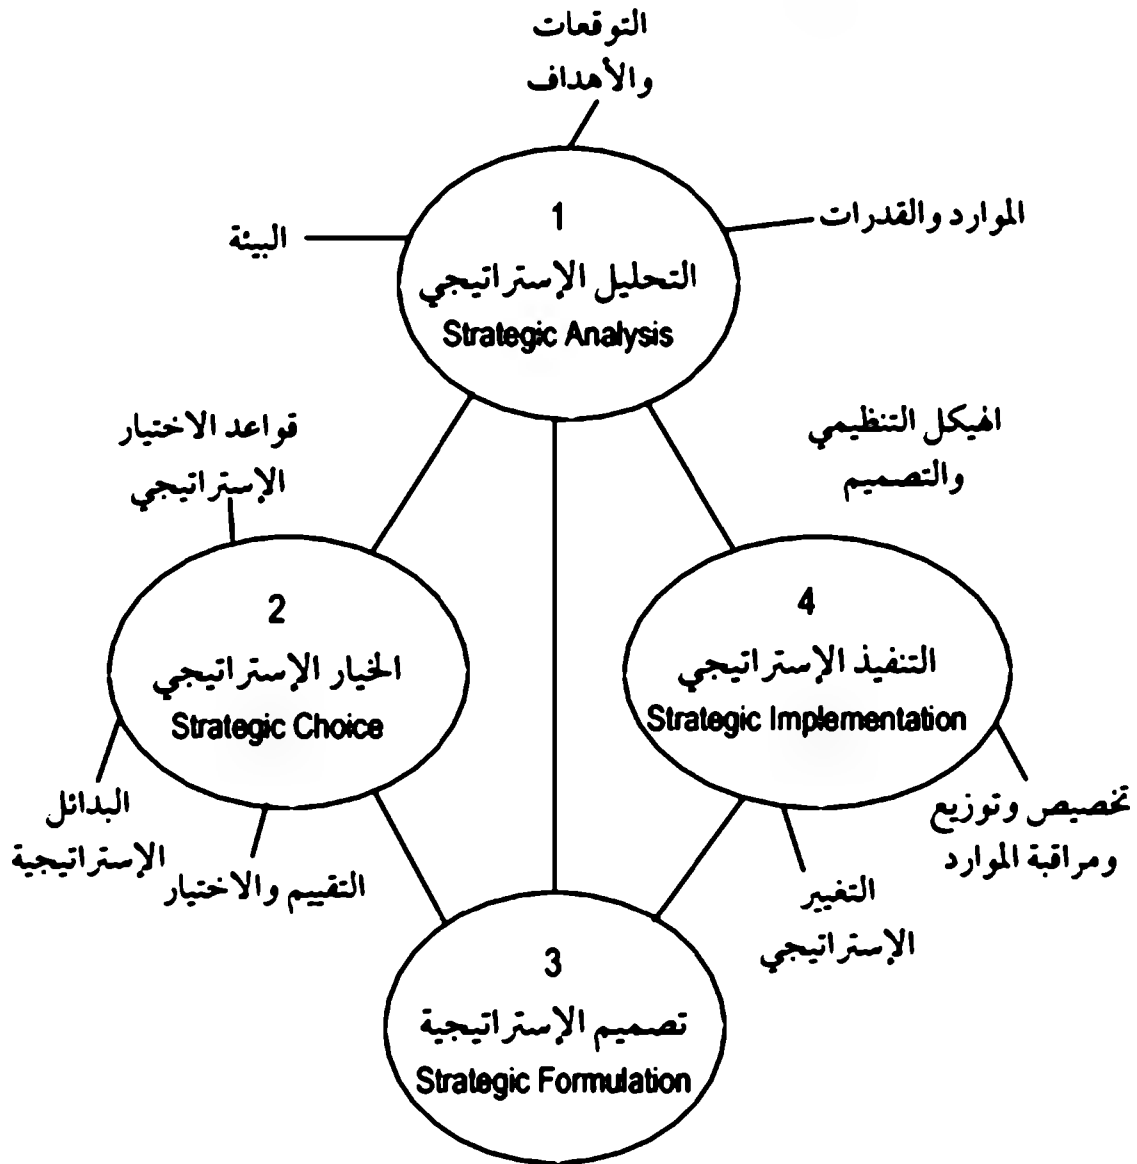 التوقعات
والأهداف
الموارد والقدرات
البيئة
1
التحليل الإستراتيجي
Strategic Analysis
الهيكل التنظيمي
والتصميم
قواعد الاختيار
الإستراتيجي
4
التنفيذ الإستراتيجي
Strategic Implementation
2
الخيار الإستراتيجي
Strategic Choice
تخصيص وتوزيع
ومراقبة الموارد
التغيير
الإستراتيجي
البدائل
الإستراتيجية
التقييم والاختيار
3
تصميم الإستراتيجية
Strategic Formulation